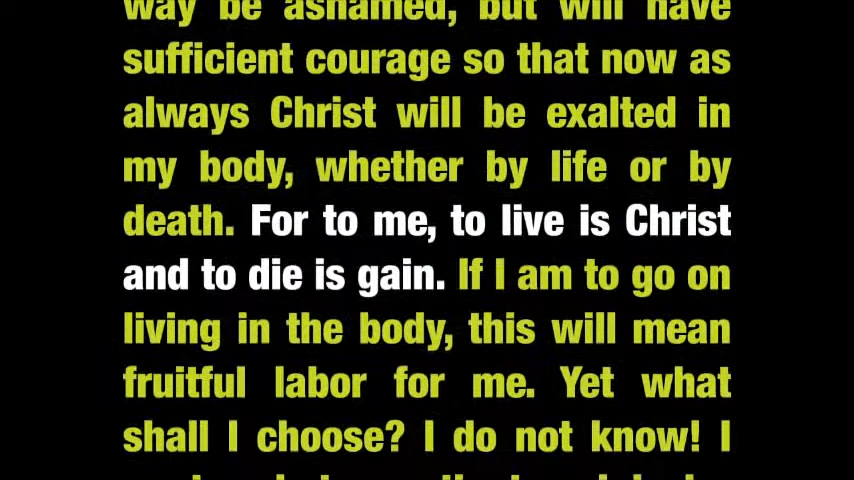 way be ashamed, but will have
sufficient courage so that now as
always Christ will be exalted in
my body, whether by life or by
death. For to me, to live is Christ
and to die is gain. If I am to go on
living in the body, this will mean
fruitful labor for me. Yet what
shall I choose? I do not know! I